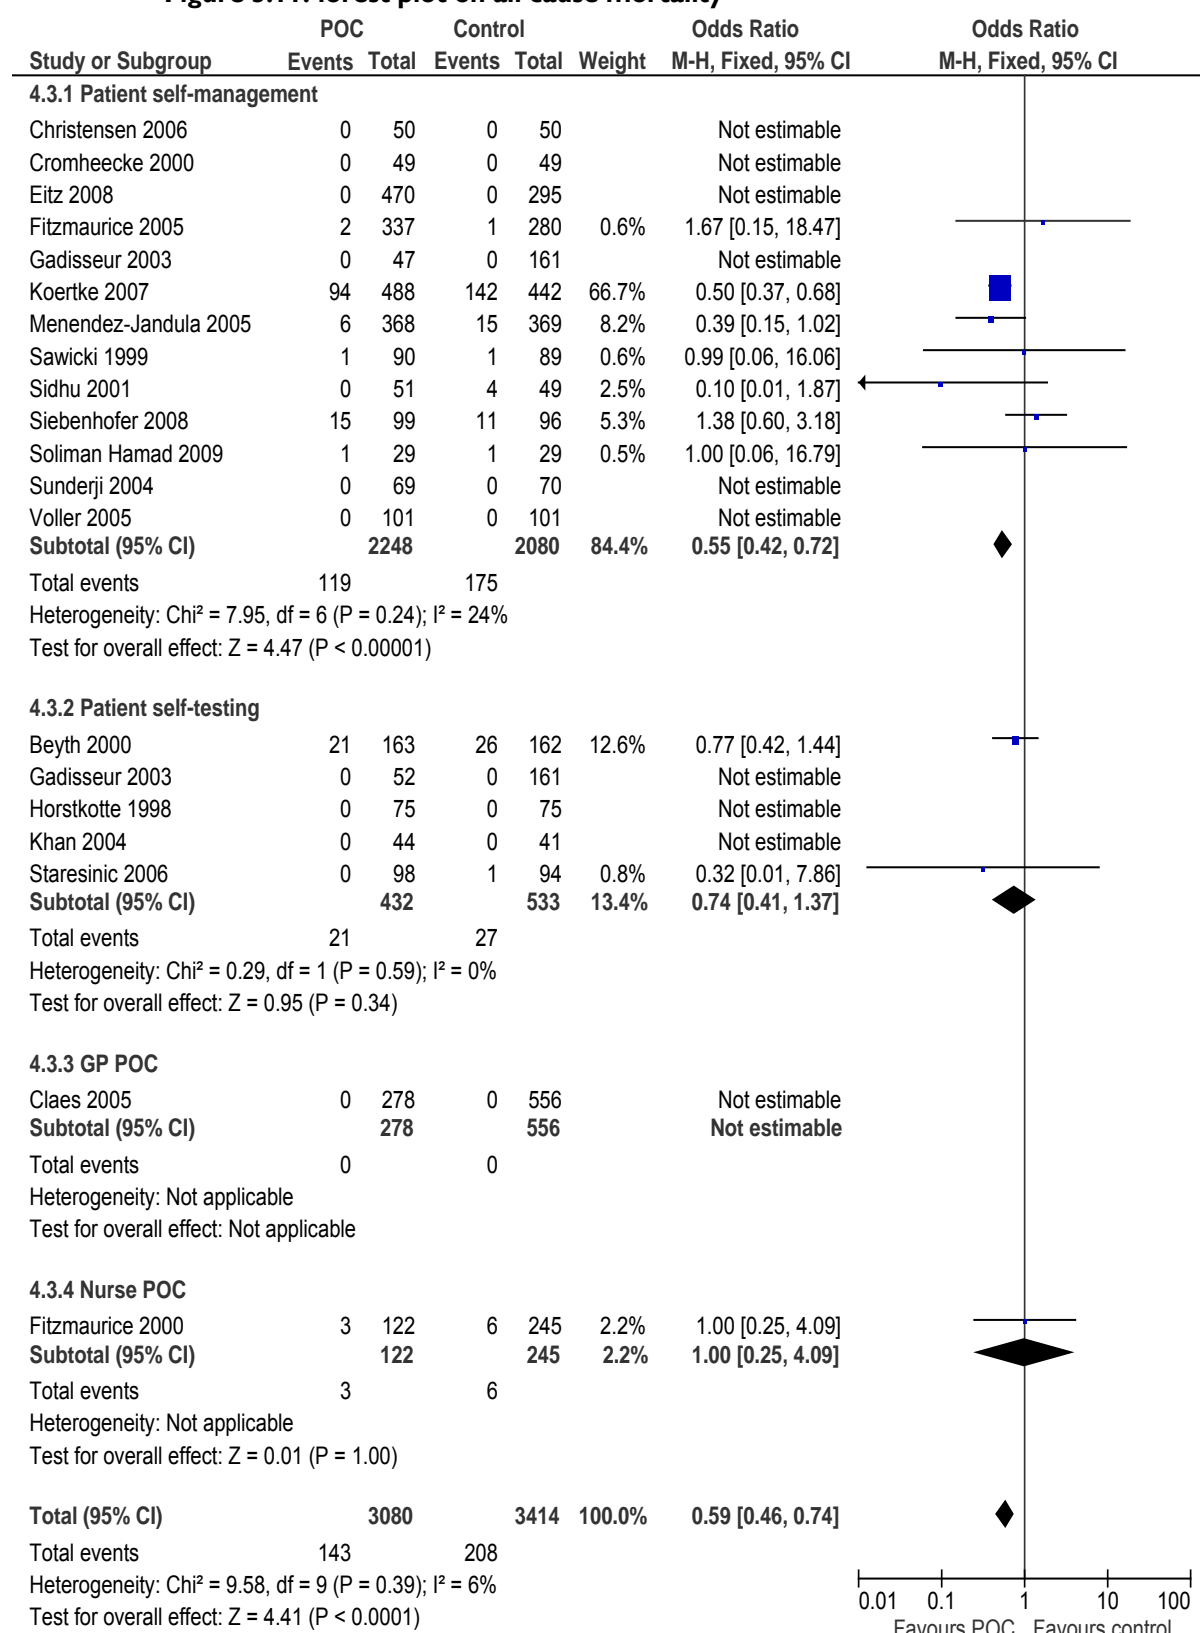 Figure 5.11: forest plot on all cause mortality
POC Control Odds Ratio Odds Ratio
Study or Subgroup Events Total Events Total Weight M-H, Fixed, 95% CI M-H, Fixed, 95% CI
4.3.1 Patient self-management
Christensen 2006 0 50 0 50 Not estimable
Cromheecke 2000 0 49 0 49 Not estimable
Eitz 2008 0 470 0 295 Not estimable
Fitzmaurice 2005 2 337 1 280 0.6% 1.67 [0.15, 18.47]
Gadisseur 2003 0 47 0 161 Not estimable
Koertke 2007 94 488 142 442 66.7% 0.50 [0.37, 0.68]
Menendez-Jandula 2005 6 368 15 369 8.2% 0.39 [0.15, 1.02]
Sawicki 1999 1 90 1 89 0.6% 0.99 [0.06, 16.06]
Sidhu 2001 0 51 4 49 2.5% 0.10 [0.01, 1.87]
Siebenhofer 2008 15 99 11 96 5.3% 1.38 [0.60, 3.18]
Soliman Hamad 2009 1 29 1 29 0.5% 1.00 [0.06, 16.79]
Sunderji 2004 0 69 0 70 Not estimable
Voller 2005 0 101 0 101 Not estimable
Subtotal (95% CI) 2248 2080 84.4% 0.55 [0.42, 0.72]
Total events 119 175
Heterogeneity: Chi² = 7.95, df = 6 (P = 0.24); I² = 24%
Test for overall effect: Z = 4.47 (P < 0.00001)
4.3.2 Patient self-testing
Beyth 2000 21 163 26 162 12.6% 0.77 [0.42, 1.44]
Gadisseur 2003 0 52 0 161 Not estimable
Horstkotte 1998 0 75 0 75 Not estimable
Khan 2004 0 44 0 41 Not estimable
Staresinic 2006 0 98 1 94 0.8% 0.32 [0.01, 7.86]
Subtotal (95% CI) 432 533 13.4% 0.74 [0.41, 1.37]
Total events 21 27
Heterogeneity: Chi² = 0.29, df = 1 (P = 0.59); I² = 0%
Test for overall effect: Z = 0.95 (P = 0.34)
4.3.3 GP POC
Claes 2005 0 278 0 556 Not estimable
Subtotal (95% CI) 278 556 Not estimable
Total events 0 0
Heterogeneity: Not applicable
Test for overall effect: Not applicable
4.3.4 Nurse POC
Fitzmaurice 2000 3 122 6 245 2.2% 1.00 [0.25, 4.09]
Subtotal (95% CI) 122 245 2.2% 1.00 [0.25, 4.09]
Total events 3 6
Heterogeneity: Not applicable
Test for overall effect: Z = 0.01 (P = 1.00)
Total (95% CI) 3080 3414 100.0% 0.59 [0.46, 0.74]
Total events 143 208
Heterogeneity: Chi² = 9.58, df = 9 (P = 0.39); I² = 6%
Test for overall effect: Z = 4.41 (P < 0.0001)
0.01 0.1 1 10 100
Favours POC Favours control